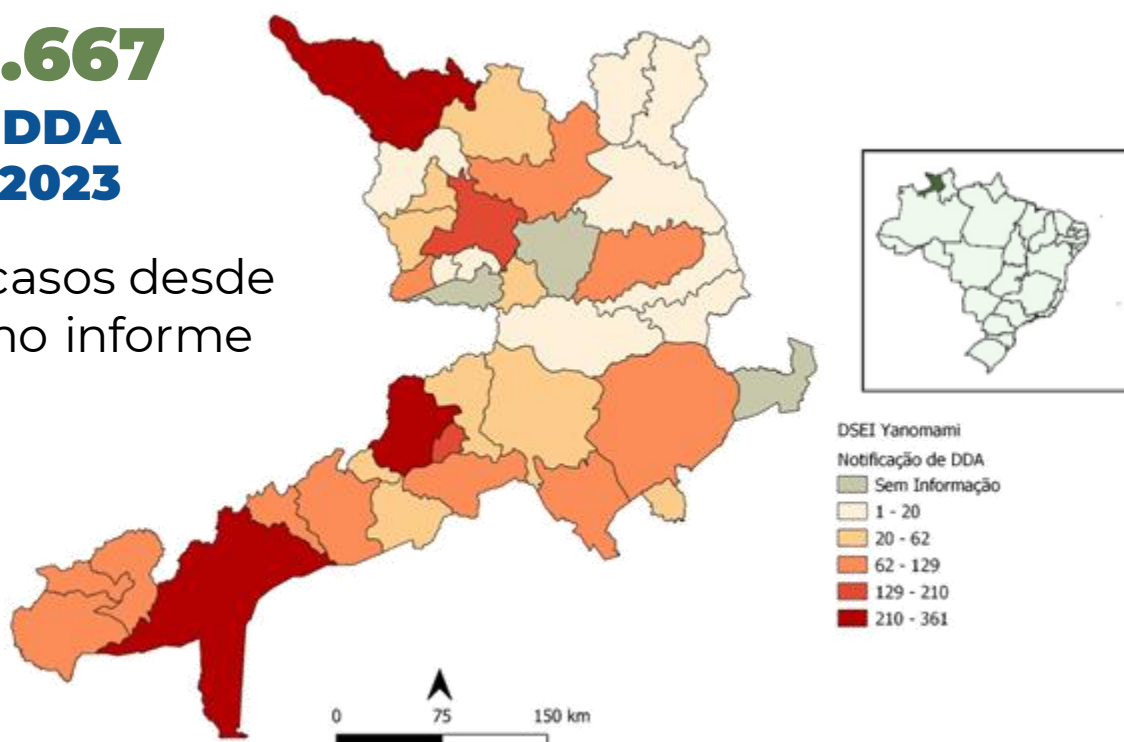 .667
DDA
2023
casos desde
no informe
DSEI Yanomami
Notificação de DDA
Sem Informação
1 - 20
20 - 62
62 - 129
129 - 210
210 - 361
0 75 150 km